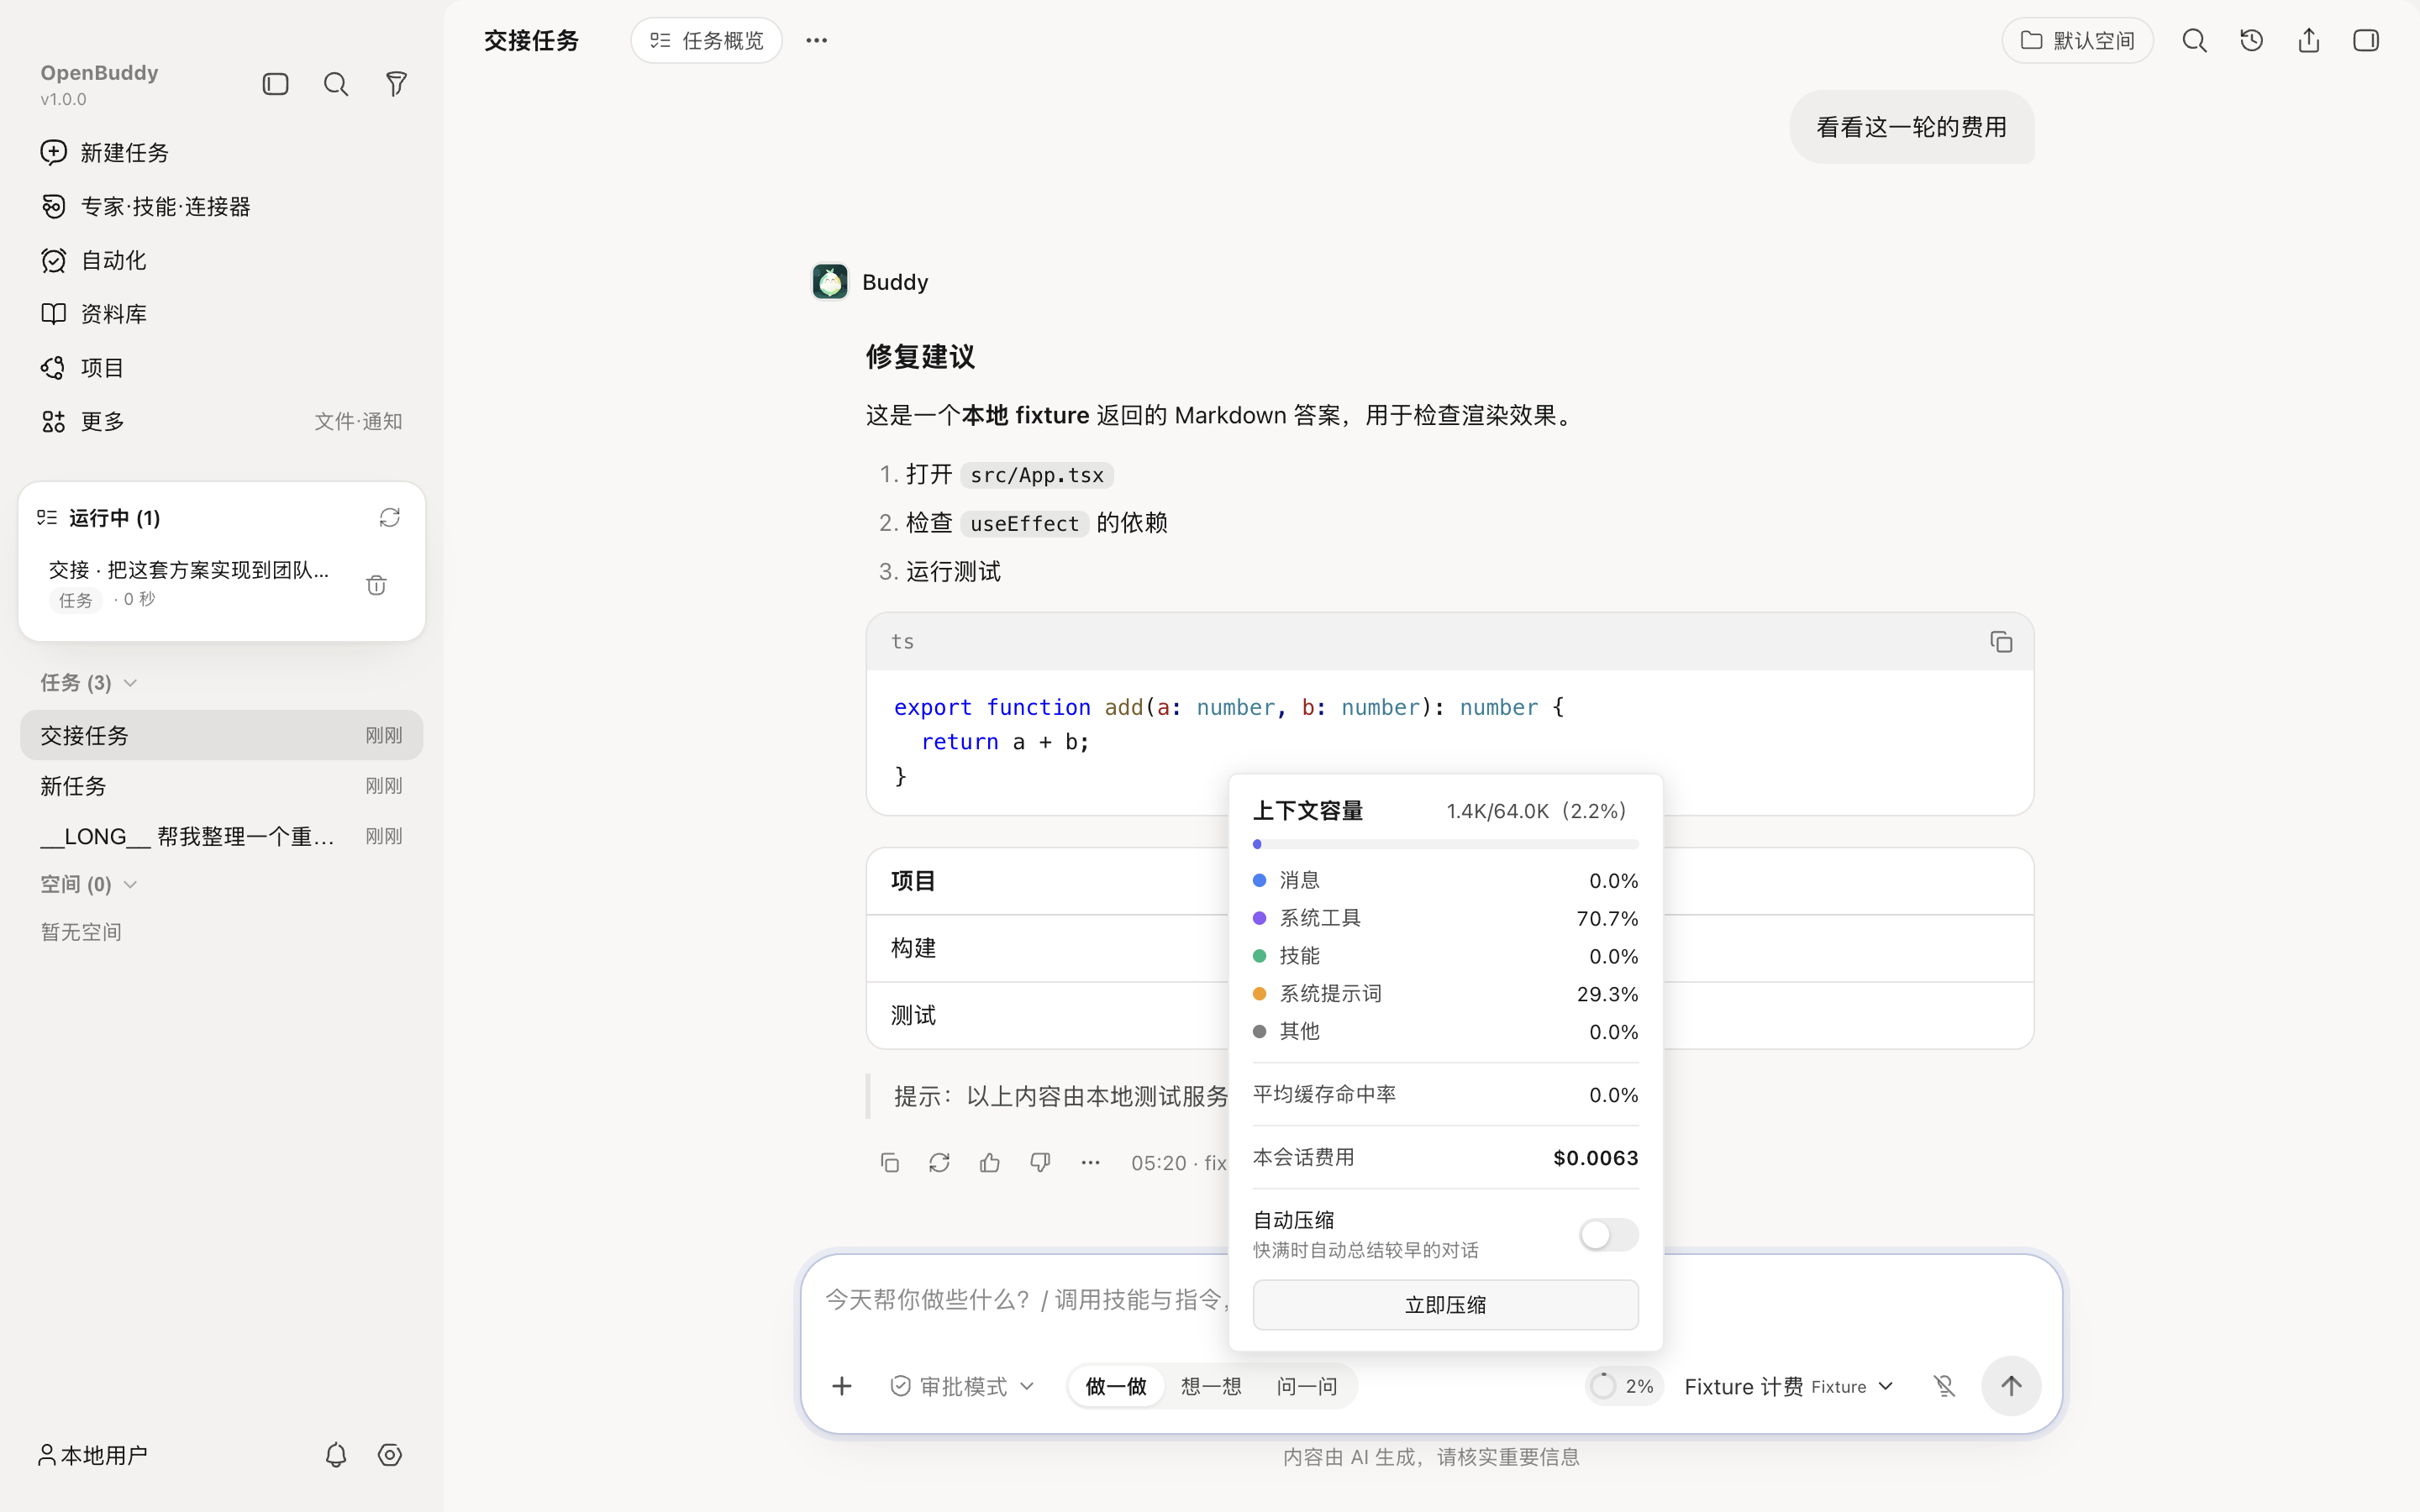 OpenBuddy
v1.0.0
新建任务
专家·技能·连接器
自动化
资料库
项目
更多 文件·通知
运行中 (1)
交接 · 把这套方案实现到团队...
任务 · 0 秒
任务 (3)
交接任务 刚刚
新任务 刚刚
__LONG__ 帮我整理一个重... 刚刚
空间 (0)
暂无空间
本地用户
交接任务 任务概览 默认空间
看看这一轮的费用
Buddy
修复建议
这是一个本地 fixture 返回的 Markdown 答案，用于检查渲染效果。
1. 打开 src/App.tsx
2. 检查 useEffect 的依赖
3. 运行测试
ts
export function add(a: number, b: number): number {
return a + b;
}
项目
构建
测试
提示：以上内容由本地测试服务
05:20 · fix
上下文容量 1.4K/64.0K（2.2%）
消息 0.0%
系统工具 70.7%
技能 0.0%
系统提示词 29.3%
其他 0.0%
平均缓存命中率 0.0%
本会话费用 $0.0063
自动压缩
快满时自动总结较早的对话
立即压缩
今天帮你做些什么？/ 调用技能与指令，
审批模式 做一做 想一想 问一问 2% Fixture 计费 Fixture
内容由 AI 生成，请核实重要信息